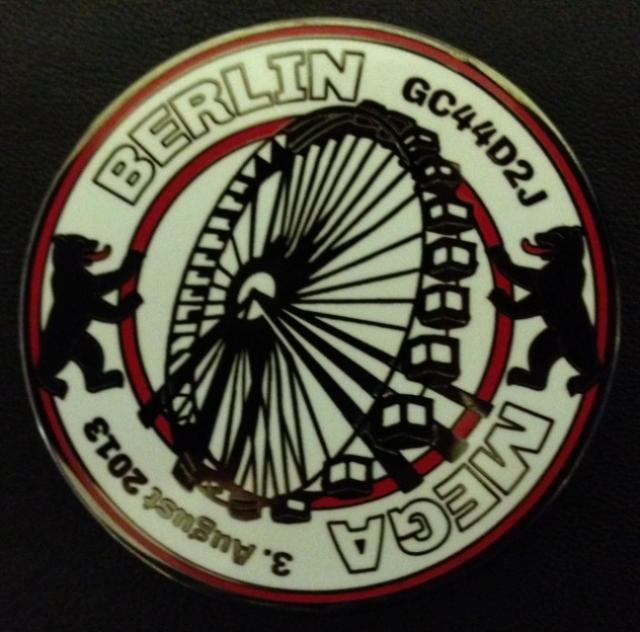 BERLIN
GC44D2J
MEGA
3. August 2013